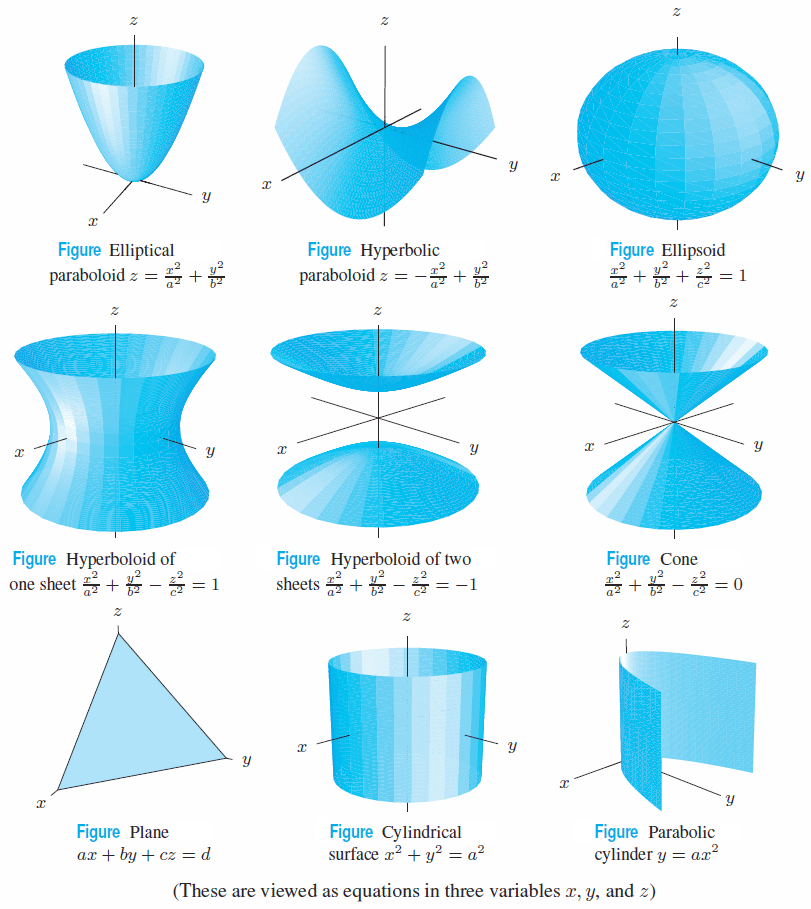 z
z
z
y
x
x
y
x
y
Figure Elliptical
paraboloid z = x²/a² + y²/b²
Figure Hyperbolic
paraboloid z = −x²/a² + y²/b²
Figure Ellipsoid
x²/a² + y²/b² + z²/c² = 1
z
z
z
x
y
x
y
x
y
Figure Hyperboloid of
one sheet x²/a² + y²/b² − z²/c² = 1
Figure Hyperboloid of two
sheets x²/a² + y²/b² − z²/c² = −1
Figure Cone
x²/a² + y²/b² − z²/c² = 0
z
z
z
x
y
x
y
x
y
Figure Plane
ax + by + cz = d
Figure Cylindrical
surface x² + y² = a²
Figure Parabolic
cylinder y = ax²
(These are viewed as equations in three variables x, y, and z)